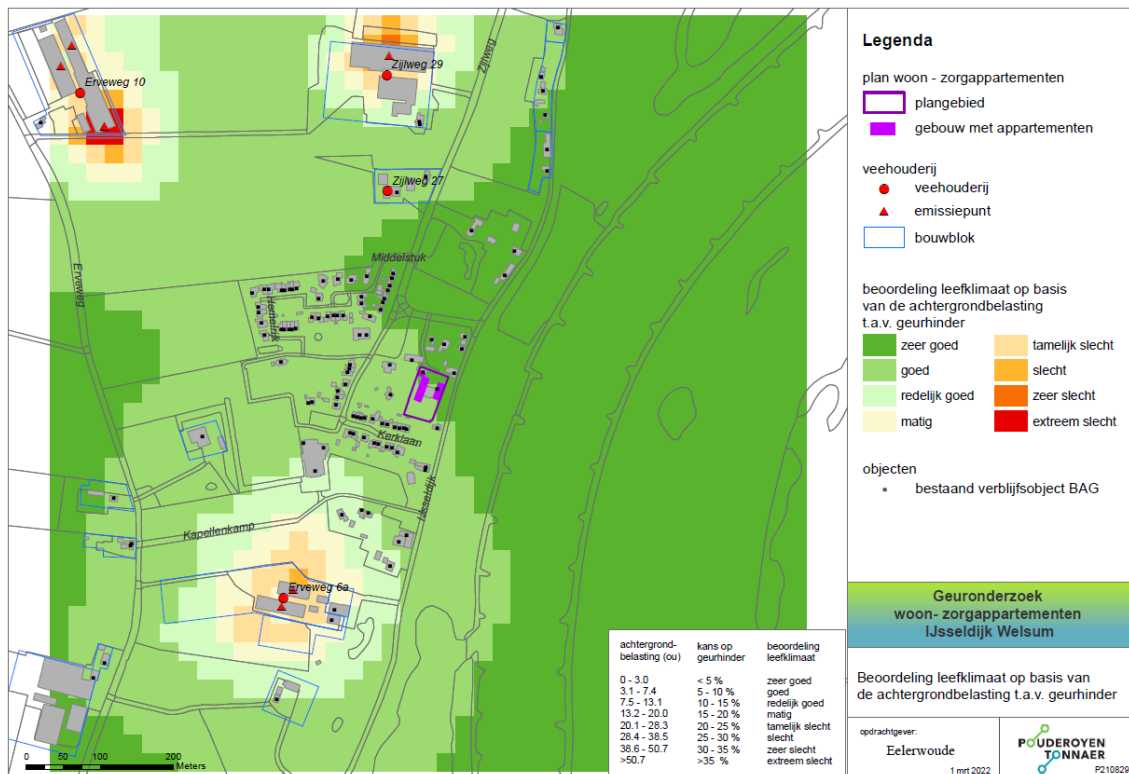 Erveweg 10
Zijlweg 29
Zijlweg
Zijlweg 27
Middelstuk
Erveweg
Hemeldijk
Kerklaan
IJsseldijk
Kapellenkamp
Erveweg 6a
0 50 100 200
Meters
achtergrond-
belasting (ou)
kans op
geurhinder
beoordeling
leefklimaat
0 - 3.0 < 5 % zeer goed
3.1 - 7.4 5 - 10 % goed
7.5 - 13.1 10 - 15 % redelijk goed
13.2 - 20.0 15 - 20 % matig
20.1 - 28.3 20 - 25 % tamelijk slecht
28.4 - 38.5 25 - 30 % slecht
38.6 - 50.7 30 - 35 % zeer slecht
>50.7 >35 % extreem slecht
Legenda
plan woon - zorgappartementen
plangebied
gebouw met appartementen
veehouderij
veehouderij
emissiepunt
bouwblok
beoordeling leefklimaat op basis
van de achtergrondbelasting
t.a.v. geurhinder
zeer goed
goed
redelijk goed
matig
tamelijk slecht
slecht
zeer slecht
extreem slecht
objecten
bestaand verblijfsobject BAG
Geuronderzoek
woon- zorgappartementen
IJsseldijk Welsum
Beoordeling leefklimaat op basis van
de achtergrondbelasting t.a.v. geurhinder
opdrachtgever:
Eelerwoude
1 mrt 2022
POUDEROYEN
TONNAER
P210829